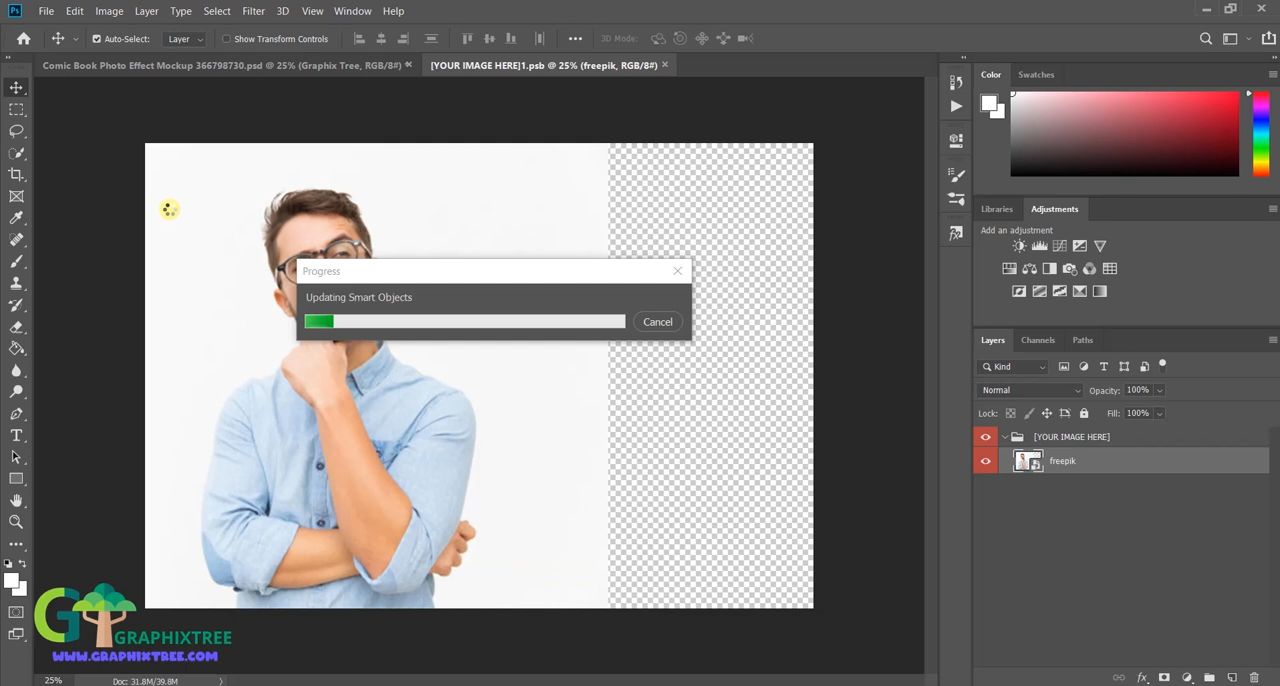 Ps File Edit Image Layer Type Select Filter 3D View Window Help
Auto-Select: Layer Show Transform Controls 3D Mode:
Comic Book Photo Effect Mockup 366798730.psd @ 25% (Graphix Tree, RGB/8#) [YOUR IMAGE HERE]1.psb @ 25% (freepik, RGB/8#)
Color Swatches
Libraries Adjustments
Add an adjustment
Progress
Updating Smart Objects
Cancel
Layers Channels Paths
Kind
Normal Opacity: 100%
Lock: Fill: 100%
[YOUR IMAGE HERE]
freepik
G GRAPHIXTREE
WWW.GRAPHIXTREE.COM
25% Doc: 31.8M/39.8M